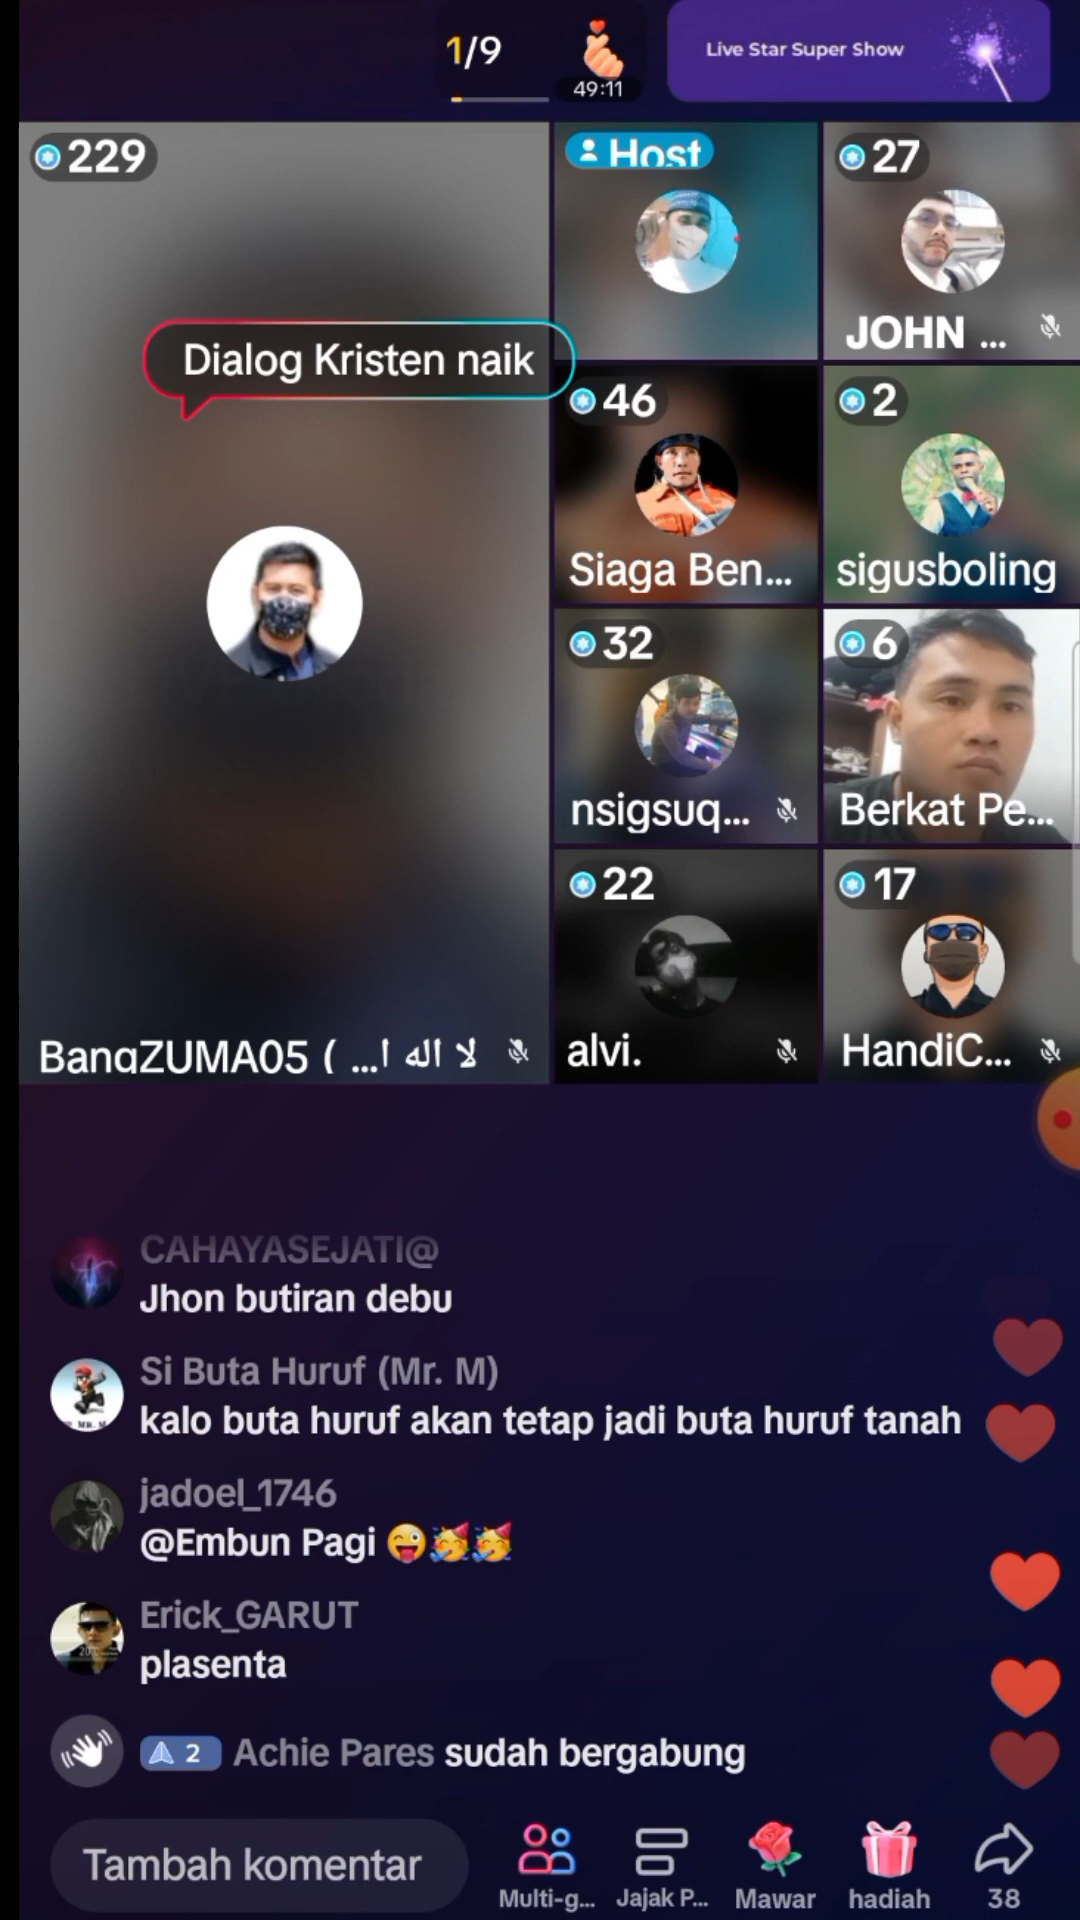 1/9
49:11
Live Star Super Show
229
Host
27
Dialog Kristen naik
JOHN ...
46
2
Siaga Ben...
sigusboling
32
6
nsigsuq...
Berkat Pe...
22
17
BangZUMA05 ( لا اله ا...
alvi.
HandiC...
CAHAYASEJATI@
Jhon butiran debu
Si Buta Huruf (Mr. M)
kalo buta huruf akan tetap jadi buta huruf tanah
jadoel_1746
@Embun Pagi 😜🥳🥳
Erick_GARUT
plasenta
2 Achie Pares sudah bergabung
Tambah komentar
Multi-g...
Jajak P...
Mawar
hadiah
38